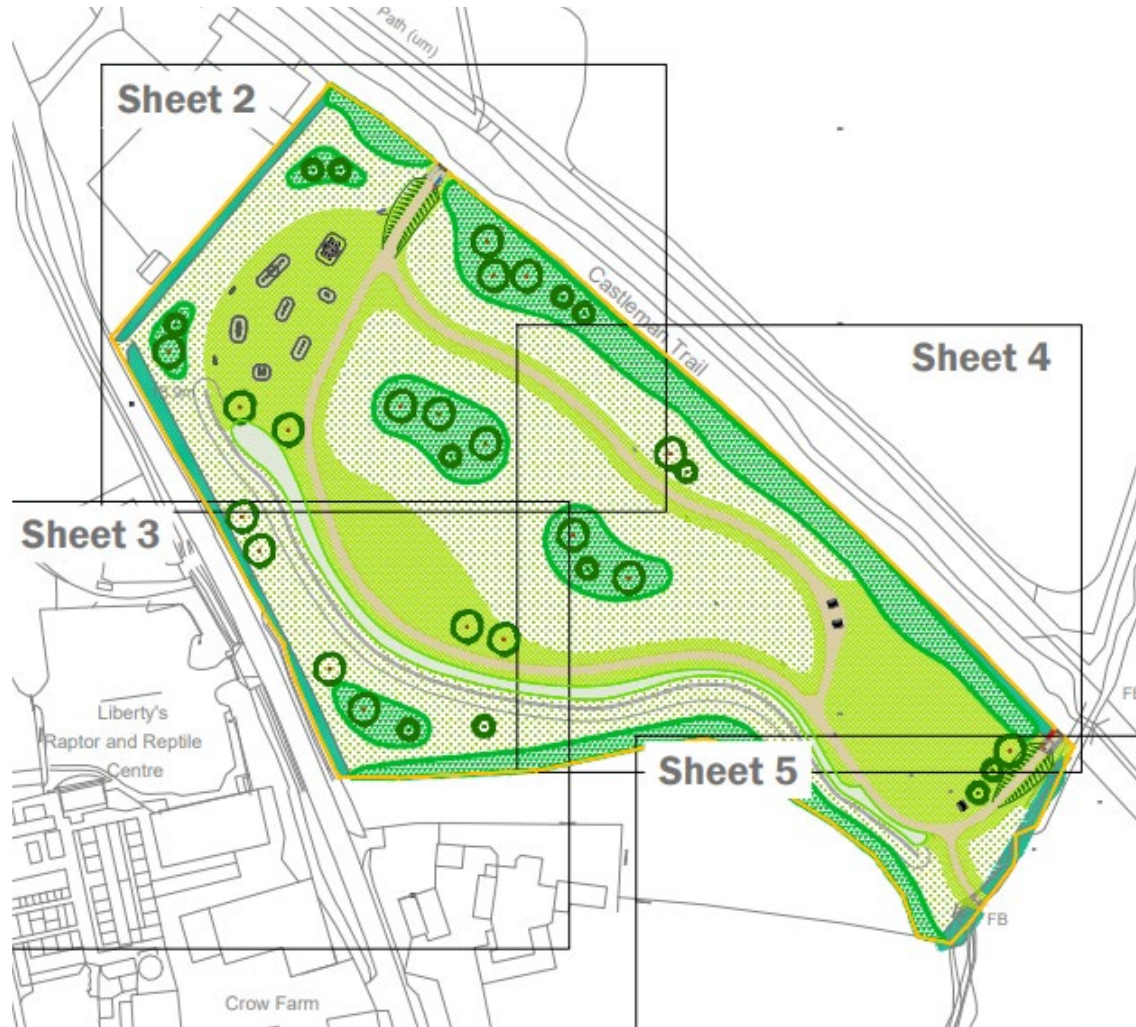 Path (um)
Sheet 2
Castleman Trail
Sheet 4
Sheet 3
Liberty's
Raptor and Reptile
Centre
FB
Sheet 5
FB
Crow Farm